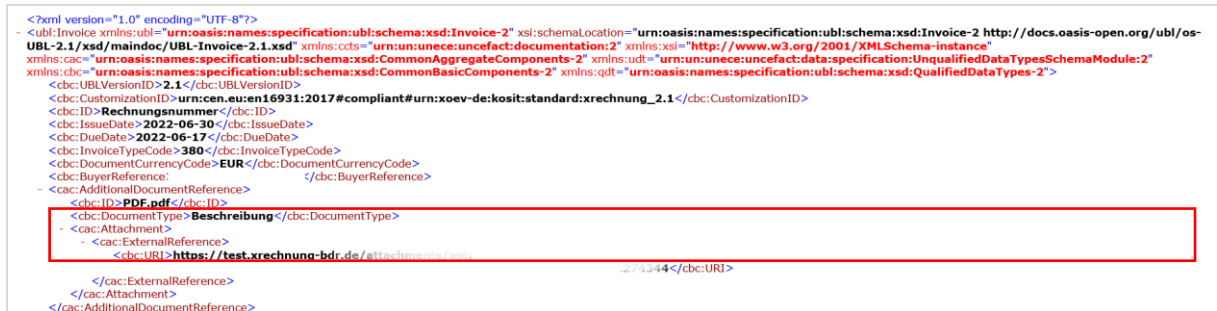 <?xml version="1.0" encoding="UTF-8"?>
- <ubl:Invoice xmlns:ubl="urn:oasis:names:specification:ubl:schema:xsd:Invoice-2" xsi:schemaLocation="urn:oasis:names:specification:ubl:schema:xsd:Invoice-2 http://docs.oasis-open.org/ubl/os-
UBL-2.1/xsd/maindoc/UBL-Invoice-2.1.xsd" xmlns:ccts="urn:un:unece:uncefact:documentation:2" xmlns:xsi="http://www.w3.org/2001/XMLSchema-instance"
xmlns:cac="urn:oasis:names:specification:ubl:schema:xsd:CommonAggregateComponents-2" xmlns:udt="urn:un:unece:uncefact:data:specification:UnqualifiedDataTypesSchemaModule:2"
xmlns:cbc="urn:oasis:names:specification:ubl:schema:xsd:CommonBasicComponents-2" xmlns:qdt="urn:oasis:names:specification:ubl:schema:xsd:QualifiedDataTypes-2">
<cbc:UBLVersionID>2.1</cbc:UBLVersionID>
<cbc:CustomizationID>urn:cen.eu:en16931:2017#compliant#urn:xoev-de:kosit:standard:xrechnung_2.1</cbc:CustomizationID>
<cbc:ID>Rechnungsnummer</cbc:ID>
<cbc:IssueDate>2022-06-30</cbc:IssueDate>
<cbc:DueDate>2022-06-17</cbc:DueDate>
<cbc:InvoiceTypeCode>380</cbc:InvoiceTypeCode>
<cbc:DocumentCurrencyCode>EUR</cbc:DocumentCurrencyCode>
<cbc:BuyerReference: </cbc:BuyerReference>
- <cac:AdditionalDocumentReference>
<cbc:ID>PDF.pdf</cbc:ID>
<cbc:DocumentType>Beschreibung</cbc:DocumentType>
- <cac:Attachment>
- <cac:ExternalReference>
<cbc:URI>https://test.xrechnung-bdr.de/attachments/api/
.274344</cbc:URI>
</cac:ExternalReference>
</cac:Attachment>
</cac:AdditionalDocumentReference>